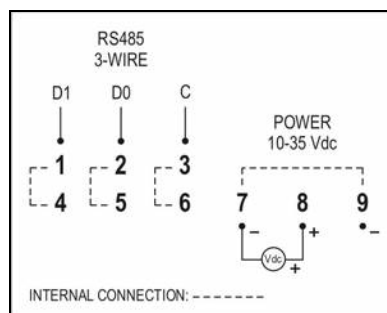 RS485
3-WIRE
D1 D0 C
POWER
10-35 Vdc
1 2 3
4 5 6 7 8 9
– + –
Vdc +
INTERNAL CONNECTION: